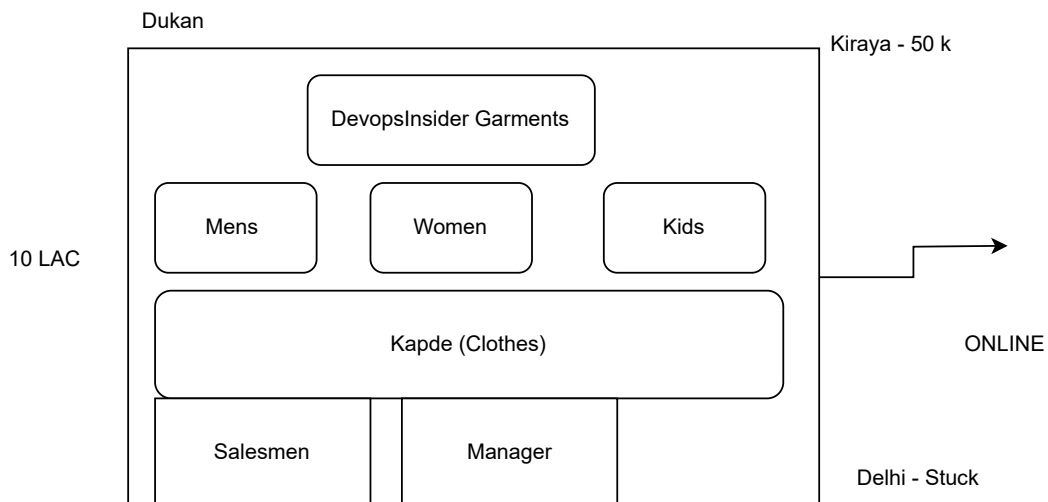 Dukan
Kiraya - 50 k
DevopsInsider Garments
Mens
Women
Kids
10 LAC
Kapde (Clothes)
ONLINE
Salesmen
Manager
Delhi - Stuck